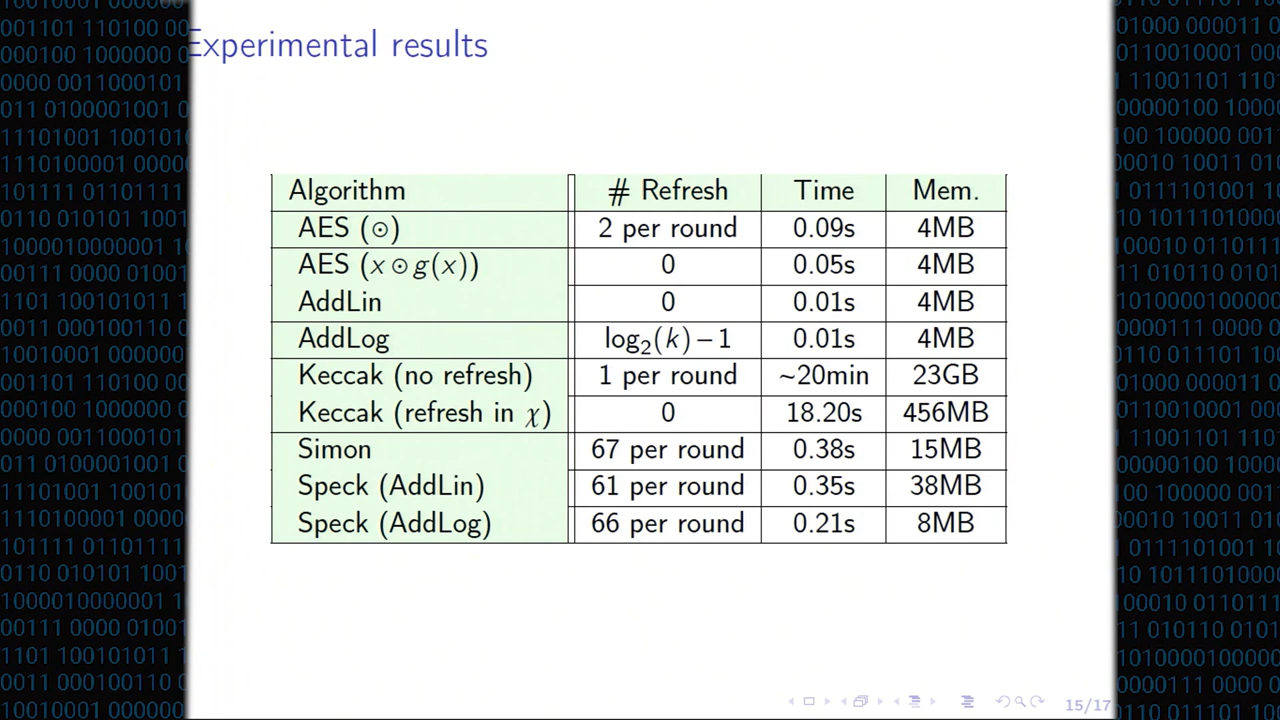 Experimental results
Algorithm # Refresh Time Mem.
AES (⊙) 2 per round 0.09s 4MB
AES (x ⊙ g(x)) 0 0.05s 4MB
AddLin 0 0.01s 4MB
AddLog log₂(k) − 1 0.01s 4MB
Keccak (no refresh) 1 per round ~20min 23GB
Keccak (refresh in χ) 0 18.20s 456MB
Simon 67 per round 0.38s 15MB
Speck (AddLin) 61 per round 0.35s 38MB
Speck (AddLog) 66 per round 0.21s 8MB
15/17